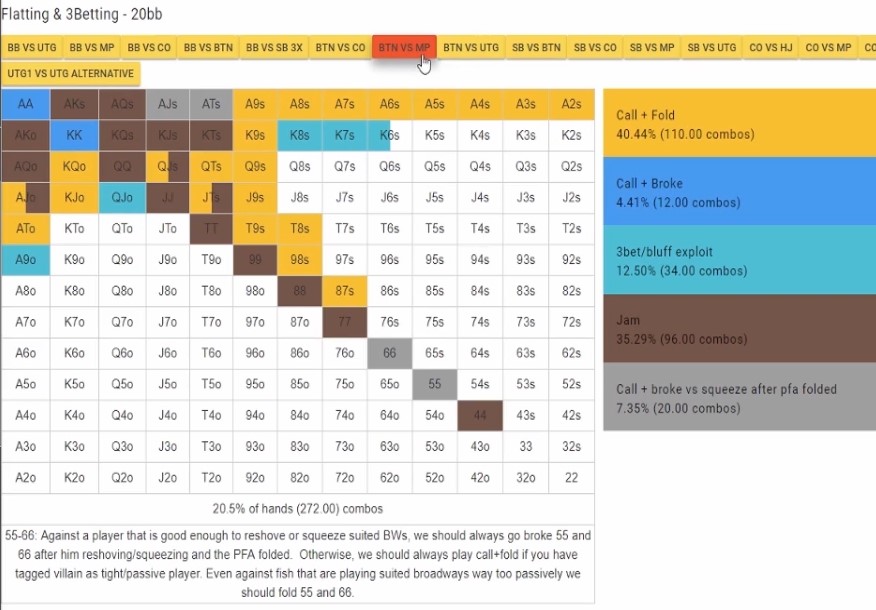 Flatting & 3Betting - 20bb
BB VS UTG BB VS MP BB VS CO BB VS BTN BB VS SB 3X BTN VS CO BTN VS MP BTN VS UTG SB VS BTN SB VS CO SB VS MP SB VS UTG CO VS HJ CO VS MP CO
UTG1 VS UTG ALTERNATIVE
AA AKs AQs AJs ATs A9s A8s A7s A6s A5s A4s A3s A2s
AKo KK KQs KJs KTs K9s K8s K7s K6s K5s K4s K3s K2s
AQo KQo QQ QJs QTs Q9s Q8s Q7s Q6s Q5s Q4s Q3s Q2s
AJo KJo QJo JJ JTs J9s J8s J7s J6s J5s J4s J3s J2s
ATo KTo QTo JTo TT T9s T8s T7s T6s T5s T4s T3s T2s
A9o K9o Q9o J9o T9o 99 98s 97s 96s 95s 94s 93s 92s
A8o K8o Q8o J8o T8o 98o 88 87s 86s 85s 84s 83s 82s
A7o K7o Q7o J7o T7o 97o 87o 77 76s 75s 74s 73s 72s
A6o K6o Q6o J6o T6o 96o 86o 76o 66 65s 64s 63s 62s
A5o K5o Q5o J5o T5o 95o 85o 75o 65o 55 54s 53s 52s
A4o K4o Q4o J4o T4o 94o 84o 74o 64o 54o 44 43s 42s
A3o K3o Q3o J3o T3o 93o 83o 73o 63o 53o 43o 33 32s
A2o K2o Q2o J2o T2o 92o 82o 72o 62o 52o 42o 32o 22
20.5% of hands (272.00) combos
55-66: Against a player that is good enough to reshove or squeeze suited BWs, we should always go broke 55 and
66 after him reshoving/squeezing and the PFA folded. Otherwise, we should always play call+fold if you have
tagged villain as tight/passive player. Even against fish that are playing suited broadways way too passively we
should fold 55 and 66.
Call + Fold
40.44% (110.00 combos)
Call + Broke
4.41% (12.00 combos)
3bet/bluff exploit
12.50% (34.00 combos)
Jam
35.29% (96.00 combos)
Call + broke vs squeeze after pfa folded
7.35% (20.00 combos)